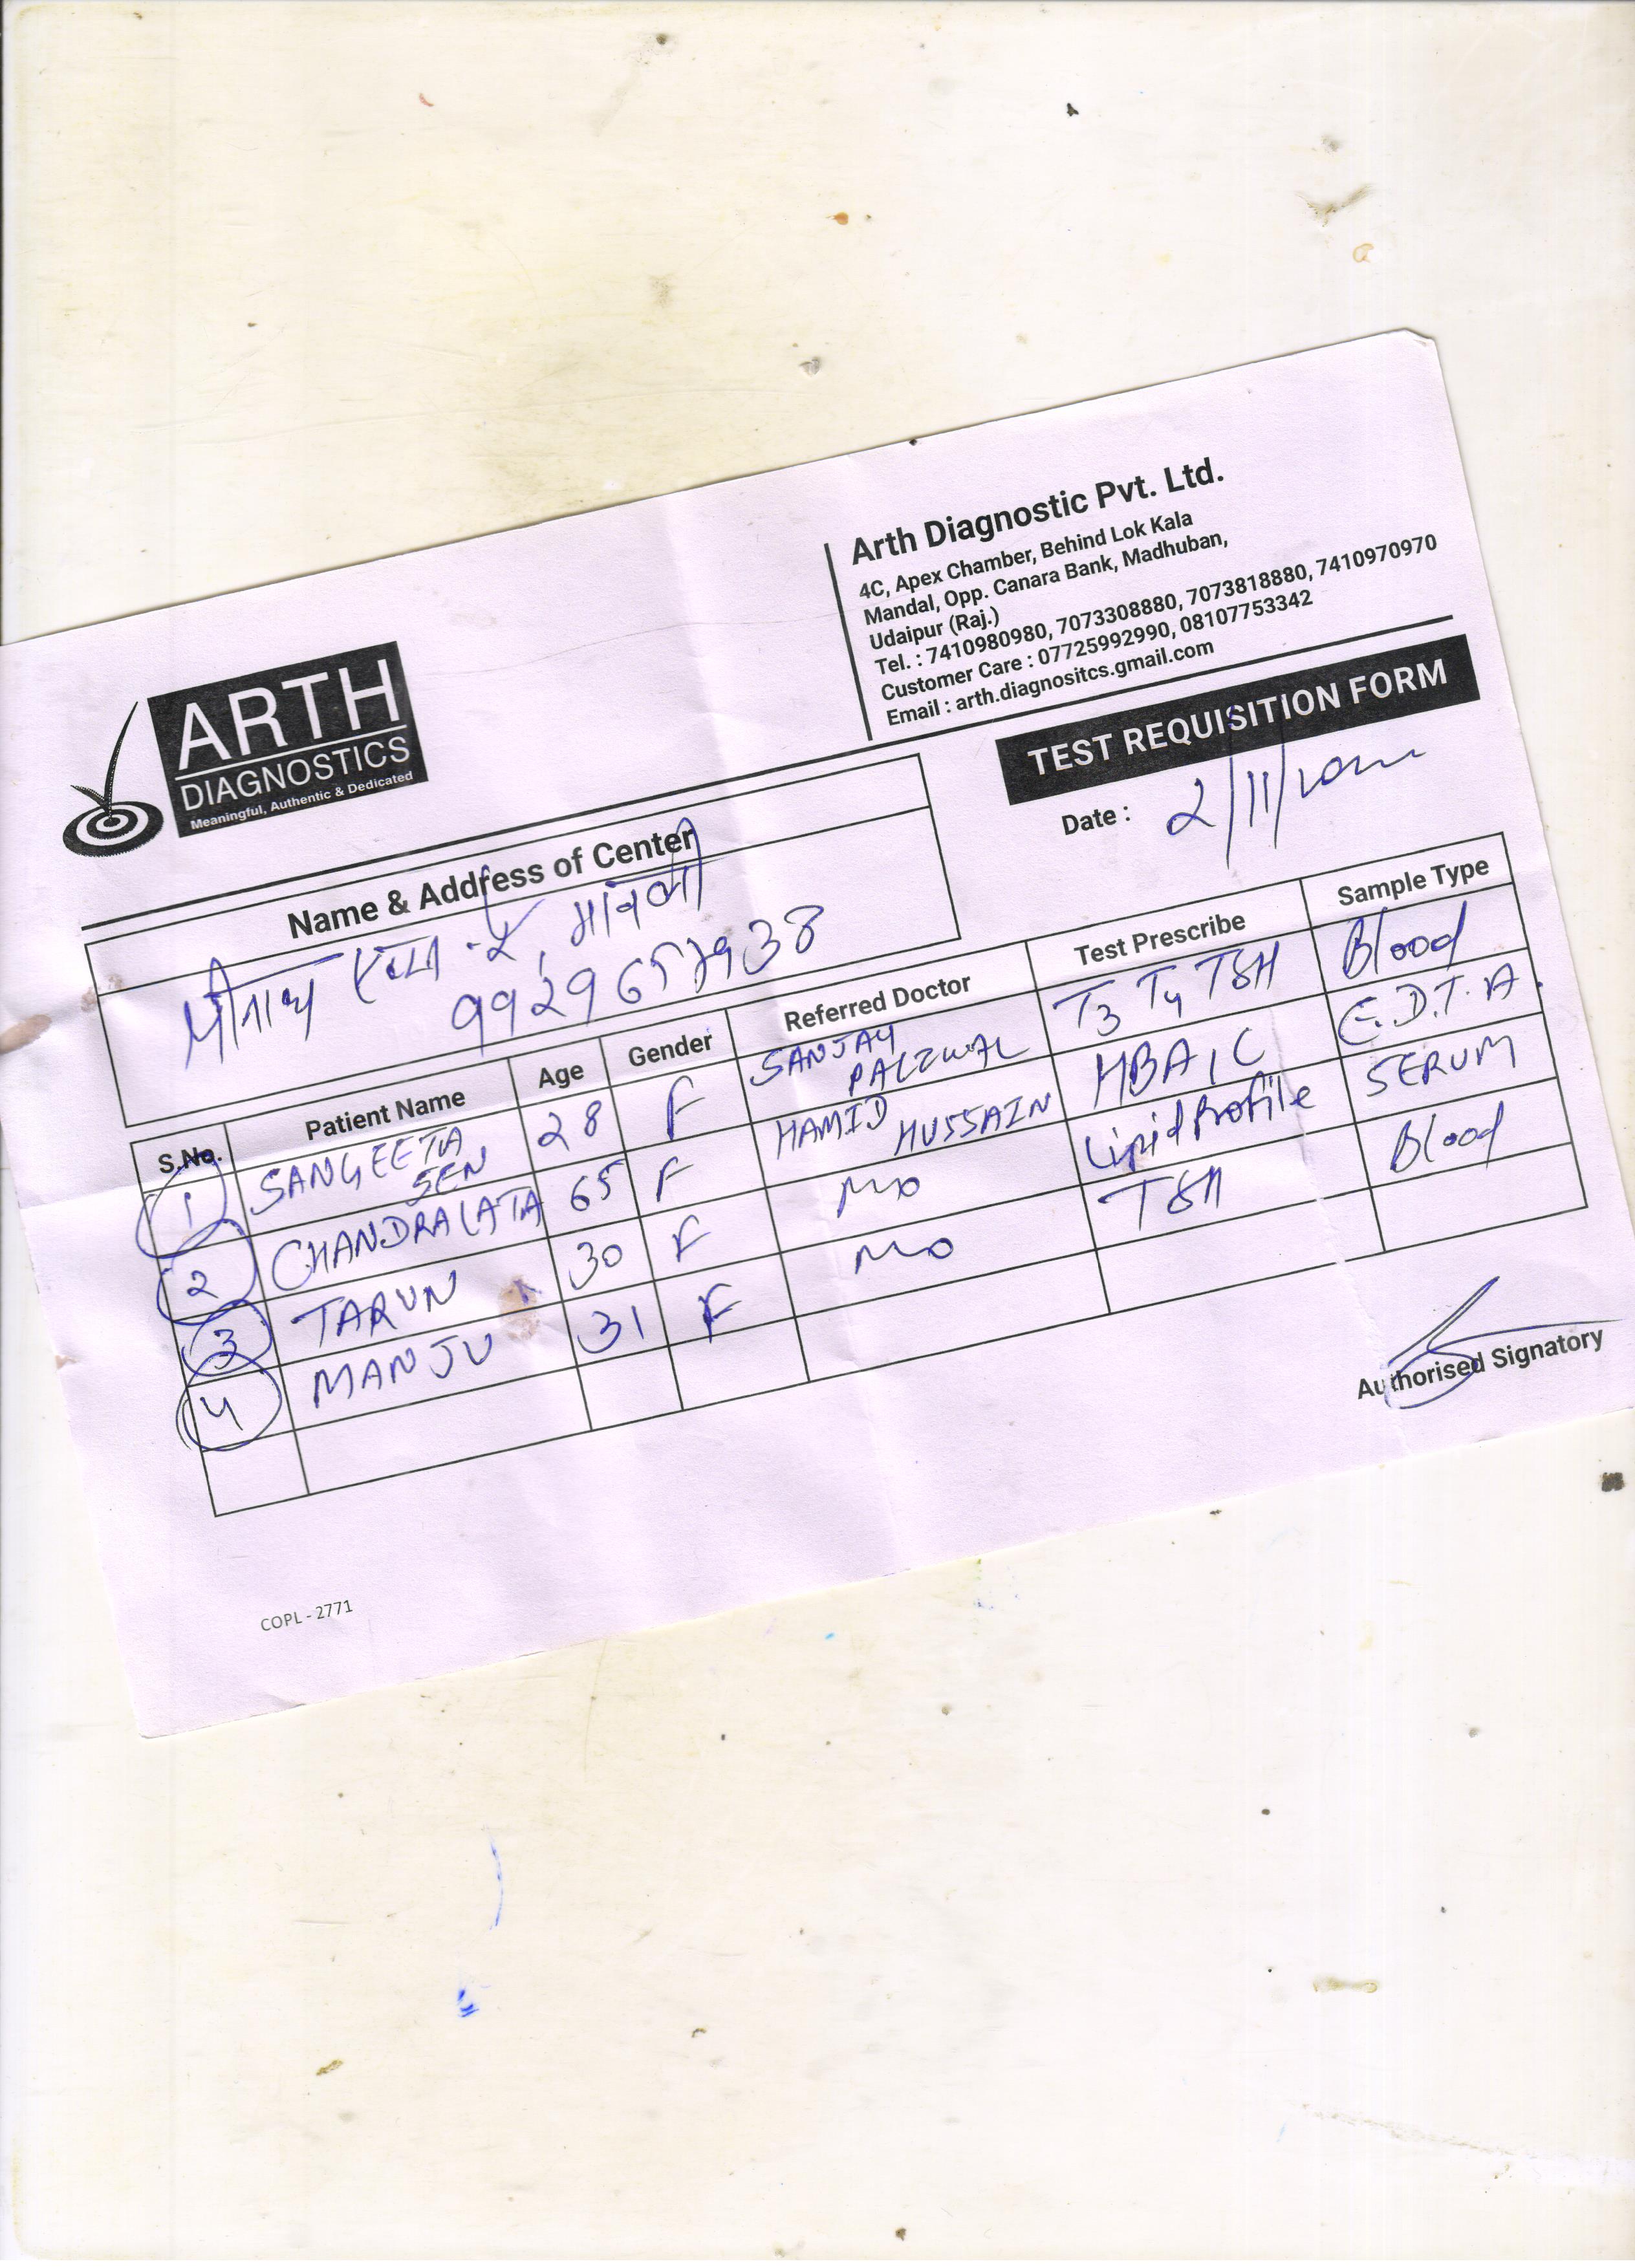 ARTH
DIAGNOSTICS
Meaningful, Authentic & Dedicated
Arth Diagnostic Pvt. Ltd.
4C, Apex Chamber, Behind Lok Kala
Mandal, Opp. Canara Bank, Madhuban,
Udaipur (Raj.)
Tel. : 7410980980, 7073308880, 7073818880, 7410970970
Customer Care : 07725992990, 08107753342
Email : arth.diagnositcs.gmail.com
TEST REQUISITION FORM
Date : 2/11/
Name & Address of Center
श्रीनाथ
9929657938
S.No. Patient Name Age Gender Referred Doctor Test Prescribe Sample Type
1 SANGEETA SEN 28 F SANJAY PALIWAL T3 T4 TSH Blood
2 CHANDRALATA 65 F HAMID HUSSAIN HBA1C E.D.T.A.
3 TARUN 30 F Lipid Profile SERUM
4 MANJU 31 F TSH Blood
Authorised Signatory
COPL - 2771